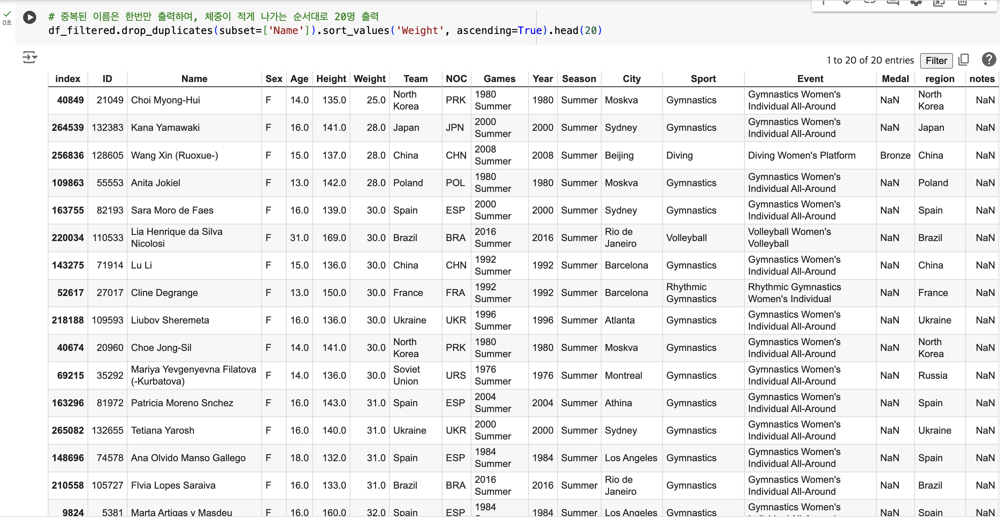 # 중복된 이름은 한번만 출력하여, 체중이 적게 나가는 순서대로 20명 출력
0초
df_filtered.drop_duplicates(subset=['Name']).sort_values('Weight', ascending=True).head(20)
1 to 20 of 20 entries Filter
index ID Name Sex Age Height Weight Team NOC Games Year Season City Sport Event Medal region notes
40849 21049 Choi Myong-Hui F 14.0 135.0 25.0 North Korea PRK 1980 Summer 1980 Summer Moskva Gymnastics Gymnastics Women's Individual All-Around NaN North Korea NaN
264539 132383 Kana Yamawaki F 16.0 141.0 28.0 Japan JPN 2000 Summer 2000 Summer Sydney Gymnastics Gymnastics Women's Individual All-Around NaN Japan NaN
256836 128605 Wang Xin (Ruoxue-) F 15.0 137.0 28.0 China CHN 2008 Summer 2008 Summer Beijing Diving Diving Women's Platform Bronze China NaN
109863 55553 Anita Jokiel F 13.0 142.0 28.0 Poland POL 1980 Summer 1980 Summer Moskva Gymnastics Gymnastics Women's Individual All-Around NaN Poland NaN
163755 82193 Sara Moro de Faes F 16.0 139.0 30.0 Spain ESP 2000 Summer 2000 Summer Sydney Gymnastics Gymnastics Women's Individual All-Around NaN Spain NaN
220034 110533 Lia Henrique da Silva Nicolosi F 31.0 169.0 30.0 Brazil BRA 2016 Summer 2016 Summer Rio de Janeiro Volleyball Volleyball Women's Volleyball NaN Brazil NaN
143275 71914 Lu Li F 15.0 136.0 30.0 China CHN 1992 Summer 1992 Summer Barcelona Gymnastics Gymnastics Women's Individual All-Around NaN China NaN
52617 27017 Cline Degrange F 13.0 150.0 30.0 France FRA 1992 Summer 1992 Summer Barcelona Rhythmic Gymnastics Rhythmic Gymnastics Women's Individual NaN France NaN
218188 109593 Liubov Sheremeta F 16.0 136.0 30.0 Ukraine UKR 1996 Summer 1996 Summer Atlanta Gymnastics Gymnastics Women's Individual All-Around NaN Ukraine NaN
40674 20960 Choe Jong-Sil F 14.0 141.0 30.0 North Korea PRK 1980 Summer 1980 Summer Moskva Gymnastics Gymnastics Women's Individual All-Around NaN North Korea NaN
69215 35292 Mariya Yevgenyevna Filatova (-Kurbatova) F 14.0 136.0 30.0 Soviet Union URS 1976 Summer 1976 Summer Montreal Gymnastics Gymnastics Women's Individual All-Around NaN Russia NaN
163296 81972 Patricia Moreno Snchez F 16.0 143.0 31.0 Spain ESP 2004 Summer 2004 Summer Athina Gymnastics Gymnastics Women's Individual All-Around NaN Spain NaN
265082 132655 Tetiana Yarosh F 16.0 140.0 31.0 Ukraine UKR 2000 Summer 2000 Summer Sydney Gymnastics Gymnastics Women's Individual All-Around NaN Ukraine NaN
148696 74578 Ana Olvido Manso Gallego F 18.0 132.0 31.0 Spain ESP 1984 Summer 1984 Summer Los Angeles Gymnastics Gymnastics Women's Individual All-Around NaN Spain NaN
210558 105727 Flvia Lopes Saraiva F 16.0 133.0 31.0 Brazil BRA 2016 Summer 2016 Summer Rio de Janeiro Gymnastics Gymnastics Women's Individual All-Around NaN Brazil NaN
9824 5381 Marta Artigas y Masdeu F 16.0 160.0 32.0 Spain ESP 1984 1984 Summer Los Angeles Gymnastics Gymnastics Women's NaN Spain NaN